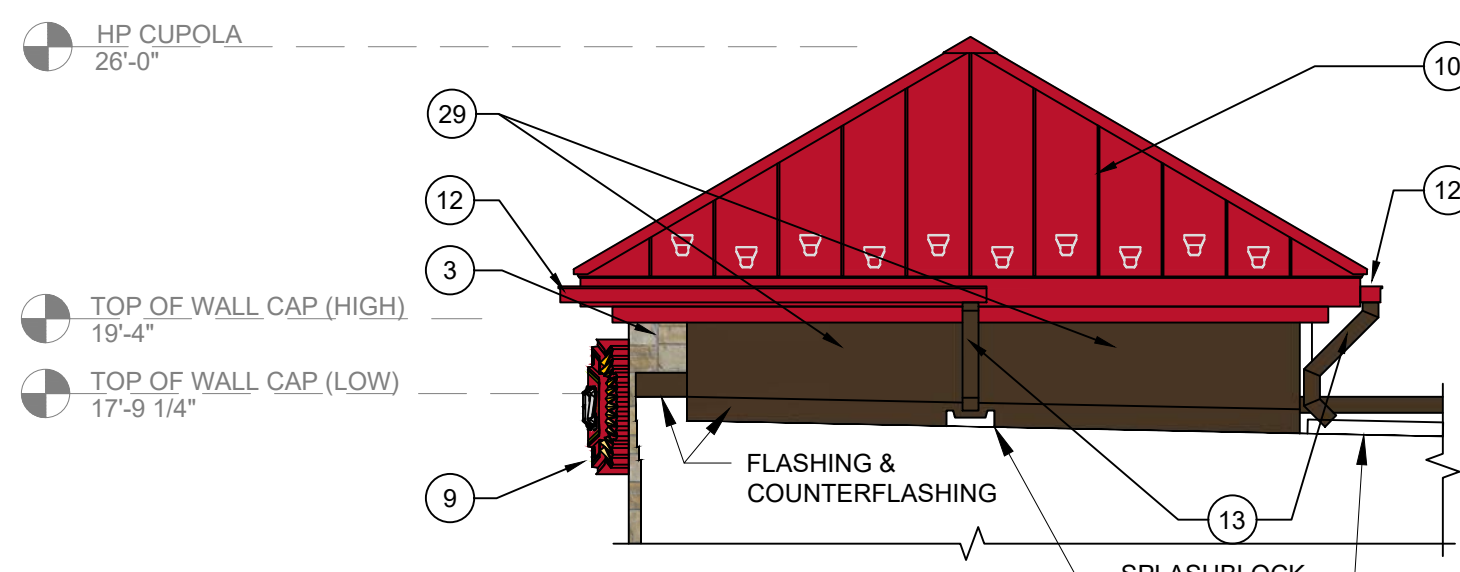 HP CUPOLA
26'-0"
10
29
12
12
3
TOP OF WALL CAP (HIGH)
19'-4"
TOP OF WALL CAP (LOW)
17'-9 1/4"
FLASHING &
COUNTERFLASHING
9
13
SPLASHBLOCK